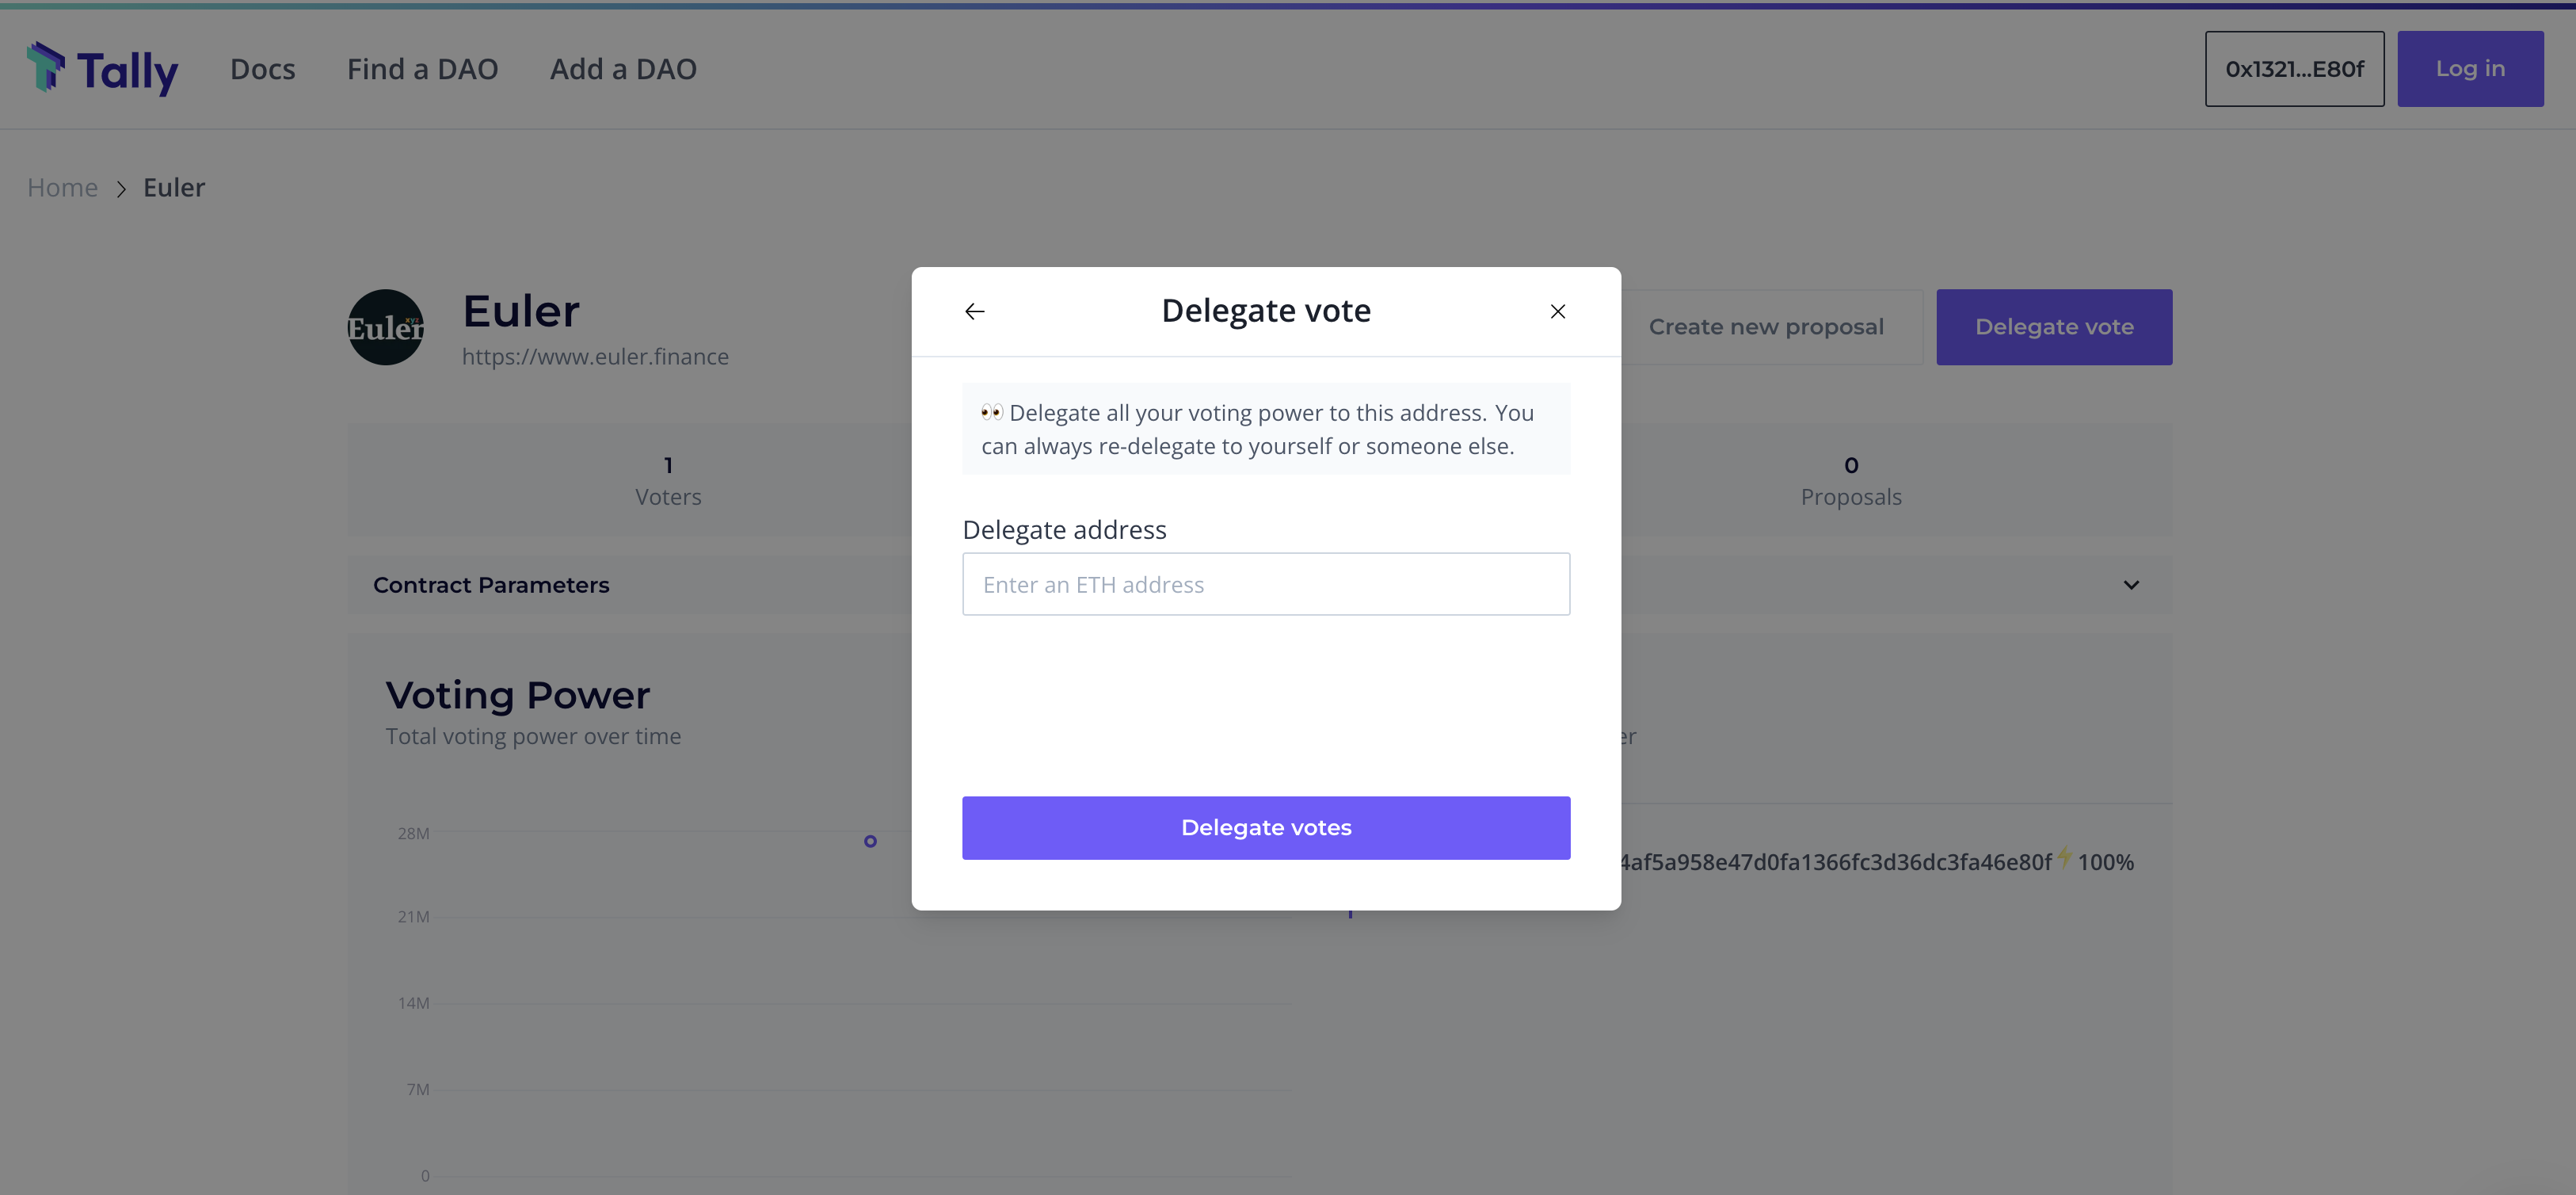 Tally
Docs
Find a DAO
Add a DAO
0x1321...E80f
Log in
Home > Euler
Euler xyz
Euler
https://www.euler.finance
Create new proposal
Delegate vote
Delegate vote
👀 Delegate all your voting power to this address. You
can always re-delegate to yourself or someone else.
1
Voters
0
Proposals
Delegate address
Enter an ETH address
Contract Parameters
Voting Power
Total voting power over time
er
Delegate votes
28M
21M
14M
7M
0
4af5a958e47d0fa1366fc3d36dc3fa46e80f⚡100%